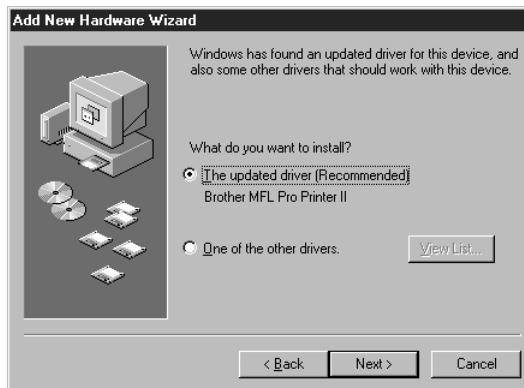 Add New Hardware Wizard
Windows has found an updated driver for this device, and
also some other drivers that should work with this device.
What do you want to install?
The updated driver (Recommended)
Brother MFL Pro Printer II
One of the other drivers.
View List...
< Back
Next >
Cancel